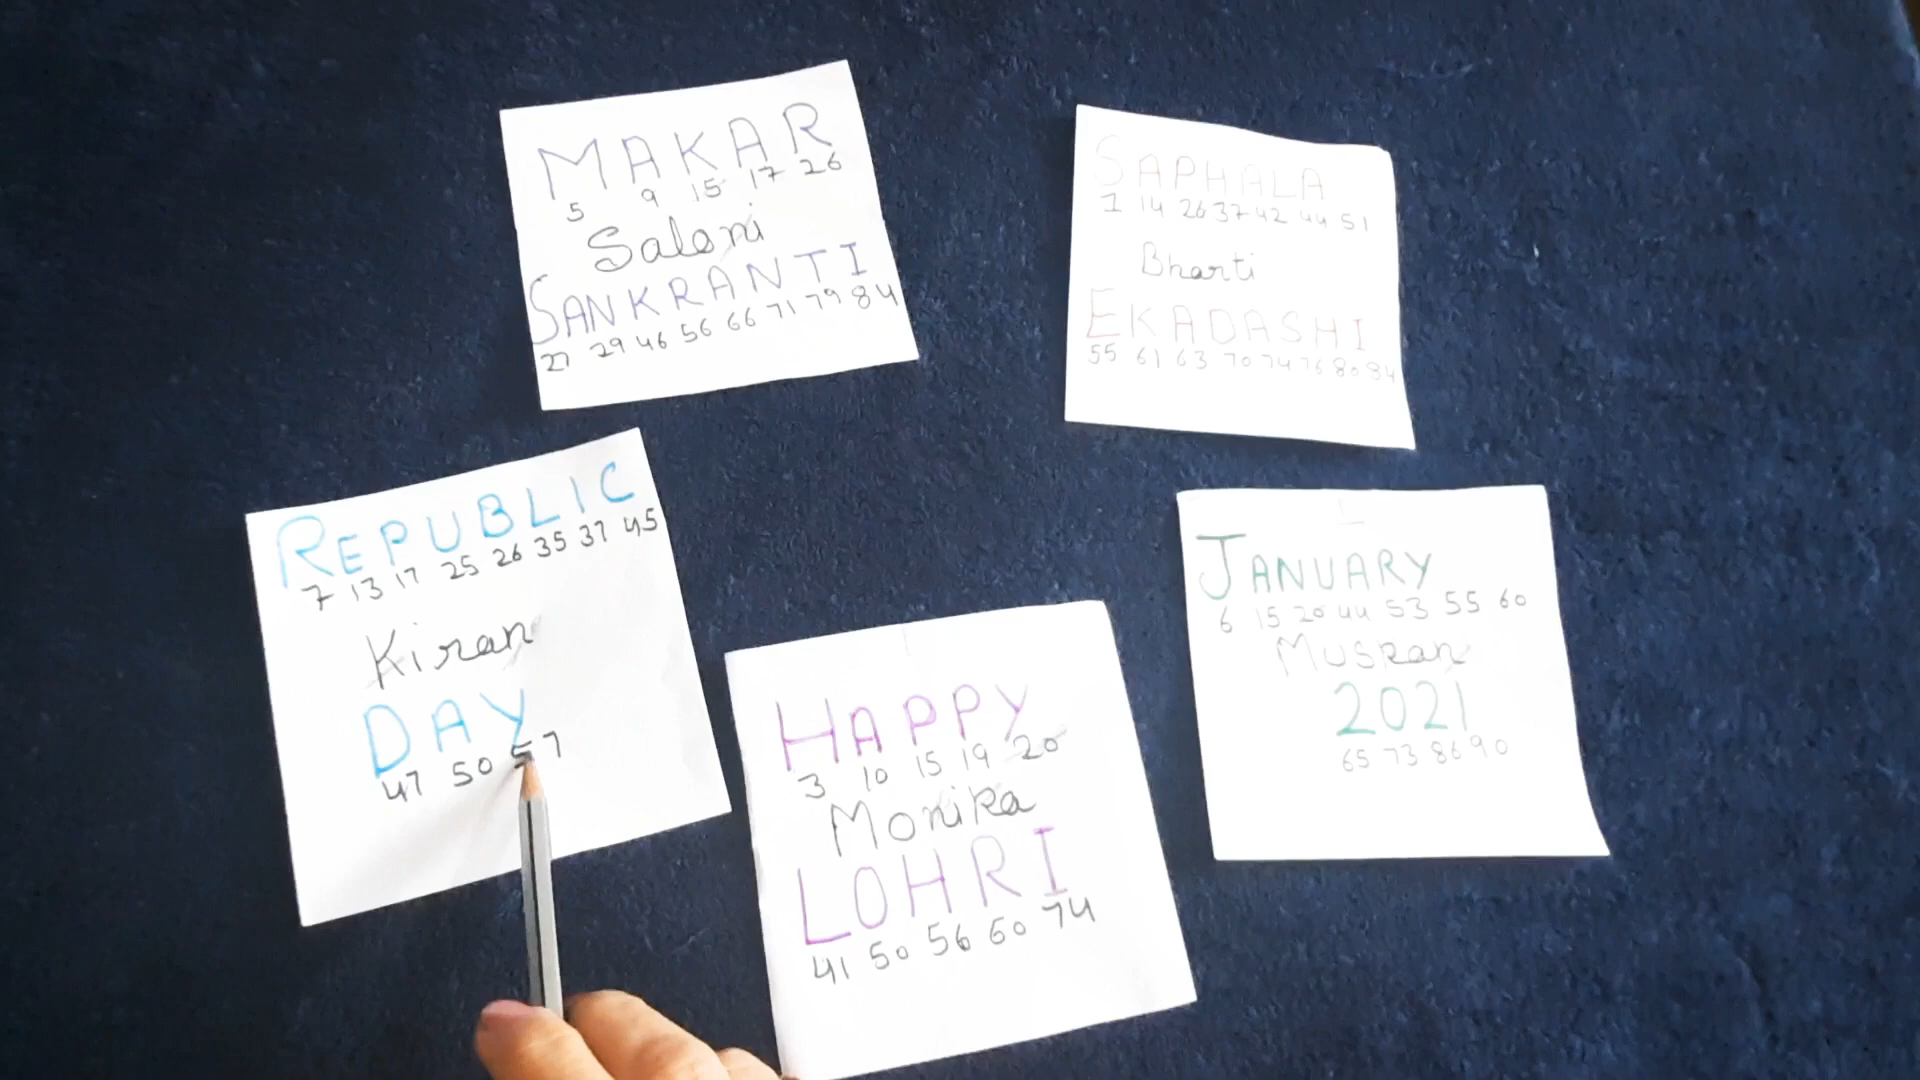 MAKAR
5 9 15 17 26
Saloni
SANKRANTI
27 29 46 56 66 71 79 84
SAPHALA
1 14 26 37 42 44 51
Bharti
EKADASHI
55 61 63 70 74 76 80 84
REPUBLIC
7 13 17 25 26 35 37 45
Kiran
DAY
47 50 57
HAPPY
3 10 15 19 20
Monika
LOHRI
41 50 56 60 74
JANUARY
6 15 20 44 53 55 60
Muskan
2021
65 73 86 90